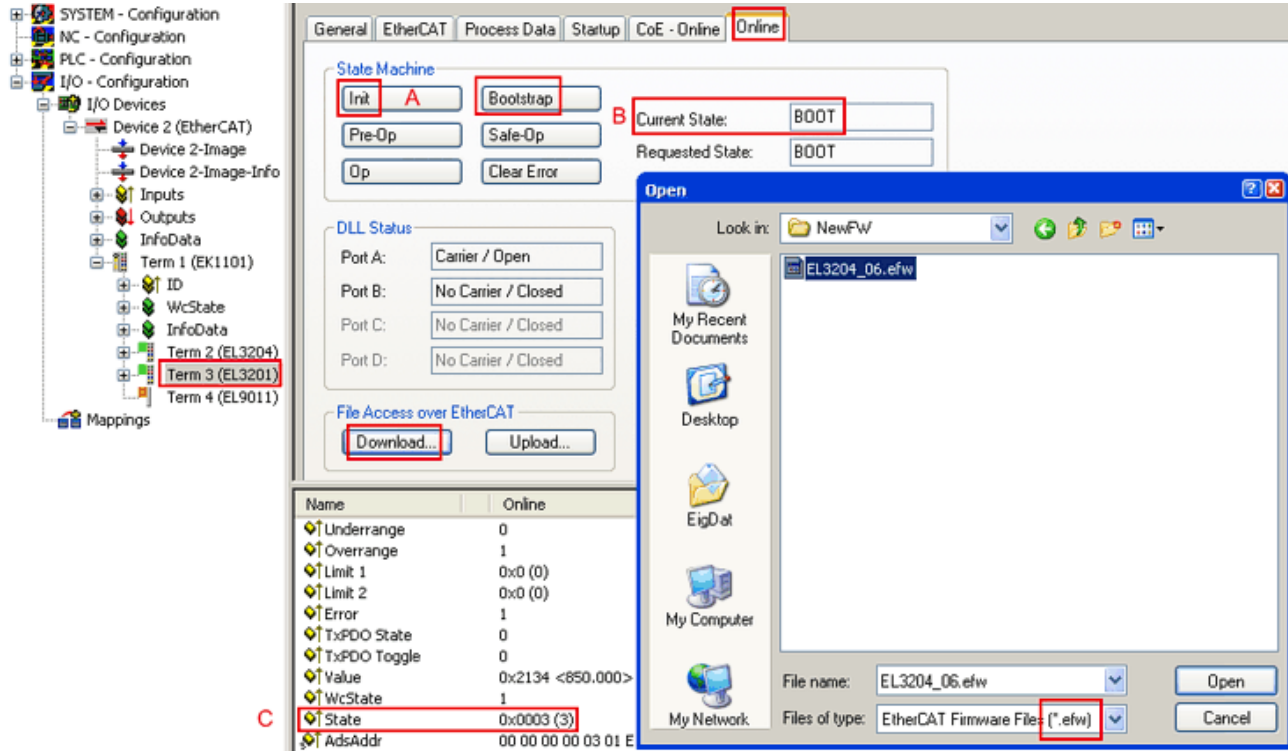 SYSTEM - Configuration
NC - Configuration
PLC - Configuration
I/O - Configuration
I/O Devices
Device 2 (EtherCAT)
Device 2-Image
Device 2-Image-Info
Inputs
Outputs
InfoData
Term 1 (EK1101)
ID
WcState
InfoData
Term 2 (EL3204)
Term 3 (EL3201)
Term 4 (EL9011)
Mappings
General EtherCAT Process Data Startup CoE - Online Online
State Machine
Init A Bootstrap
Pre-Op Safe-Op
Op Clear Error
B Current State: BOOT
Requested State: BOOT
DLL Status
Port A: Carrier / Open
Port B: No Carrier / Closed
Port C: No Carrier / Closed
Port D: No Carrier / Closed
File Access over EtherCAT
Download... Upload...
Name Online
Underrange 0
Overrange 1
Limit 1 0x0 (0)
Limit 2 0x0 (0)
Error 1
TxPDO State 0
TxPDO Toggle 0
Value 0x2134 <850.000>
WcState 1
C State 0x0003 (3)
AdsAddr 00 00 00 00 03 01 E
Open
Look in: NewFW
EL3204_06.efw
My Recent
Documents
Desktop
EigDat
My Computer
My Network
File name: EL3204_06.efw Open
Files of type: EtherCAT Firmware Files (*.efw) Cancel